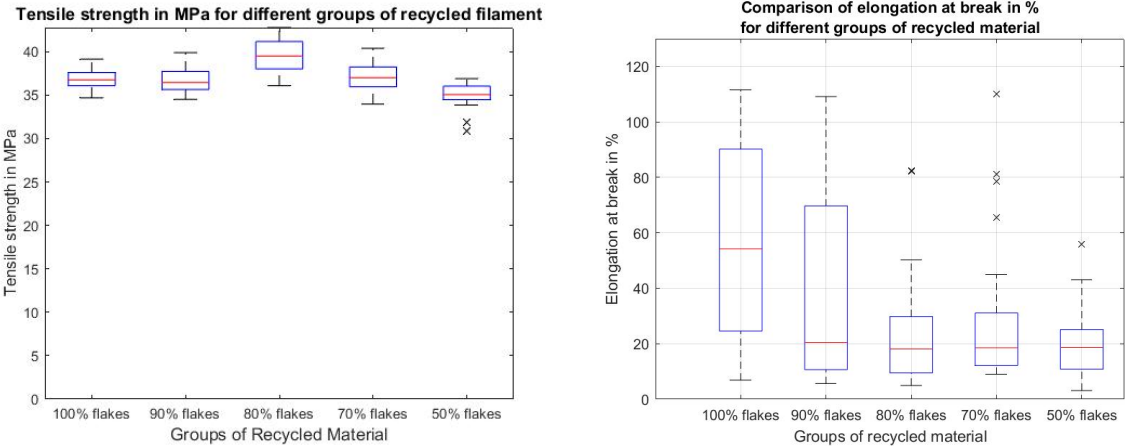 Tensile strength in MPa for different groups of recycled filament
40
35
30
25
20
15
10
5
0
Tensile strength in MPa
100% flakes 90% flakes 80% flakes 70% flakes 50% flakes
Groups of Recycled Material
Comparison of elongation at break in %
for different groups of recycled material
120
100
80
60
40
20
0
Elongation at break in %
100% flakes 90% flakes 80% flakes 70% flakes 50% flakes
Groups of recycled material